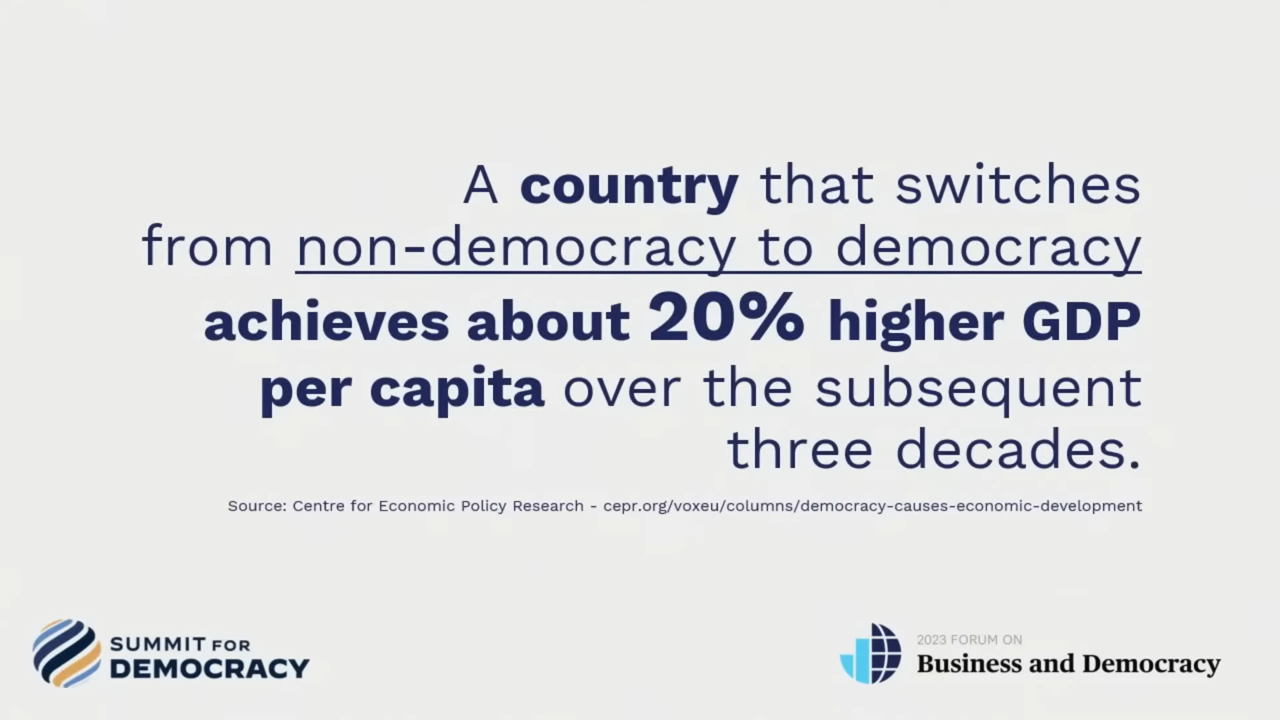 A country that switches
from non-democracy to democracy
achieves about 20% higher GDP
per capita over the subsequent
three decades.
Source: Centre for Economic Policy Research - cepr.org/voxeu/columns/democracy-causes-economic-development
SUMMIT FOR
DEMOCRACY
2023 FORUM ON
Business and Democracy